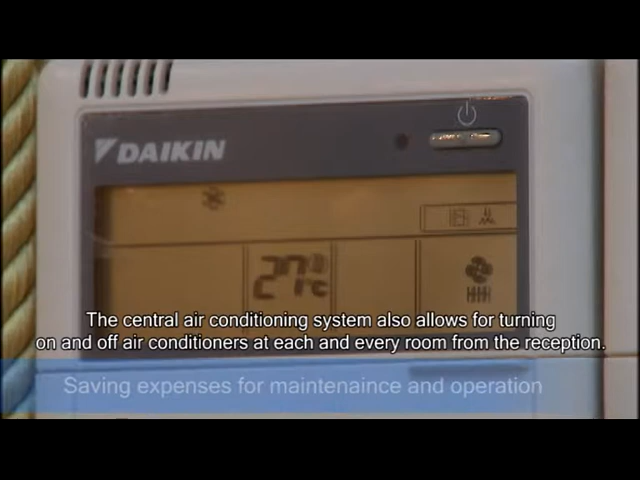 DAIKIN
27°C
The central air conditioning system also allows for turning
on and off air conditioners at each and every room from the reception.
Saving expenses for maintenaince and operation